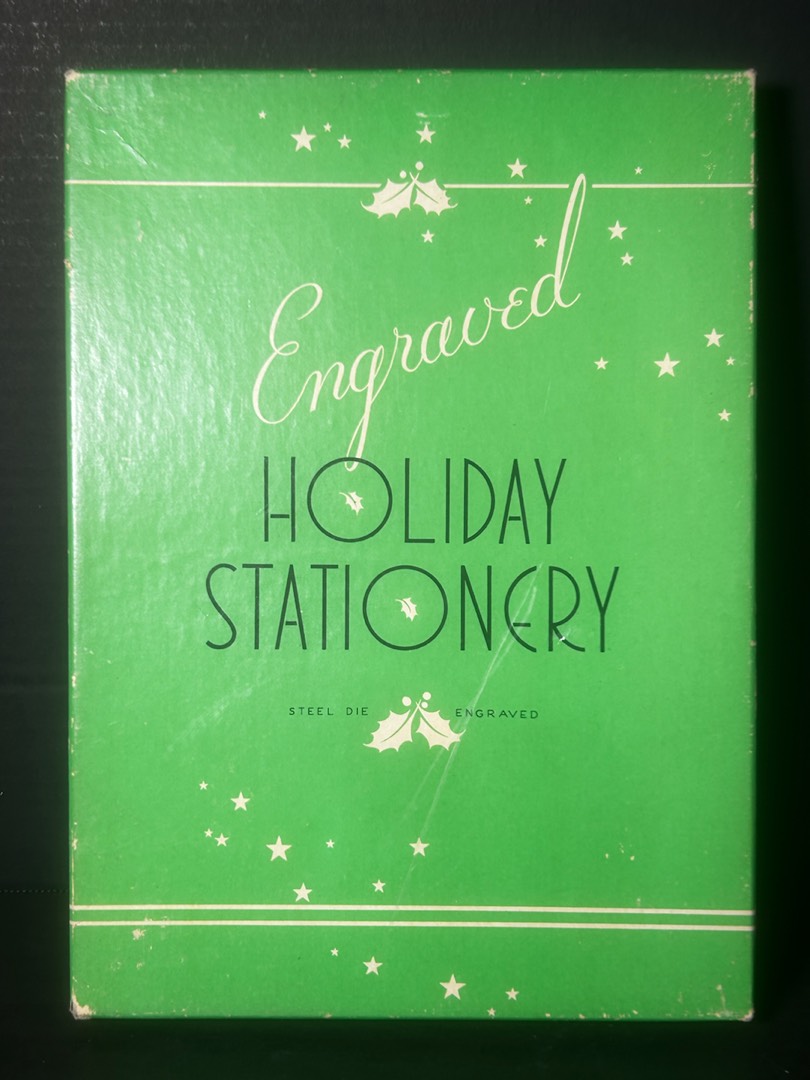 Engraved
HOLIDAY
STATIONERY
STEEL DIE ENGRAVED